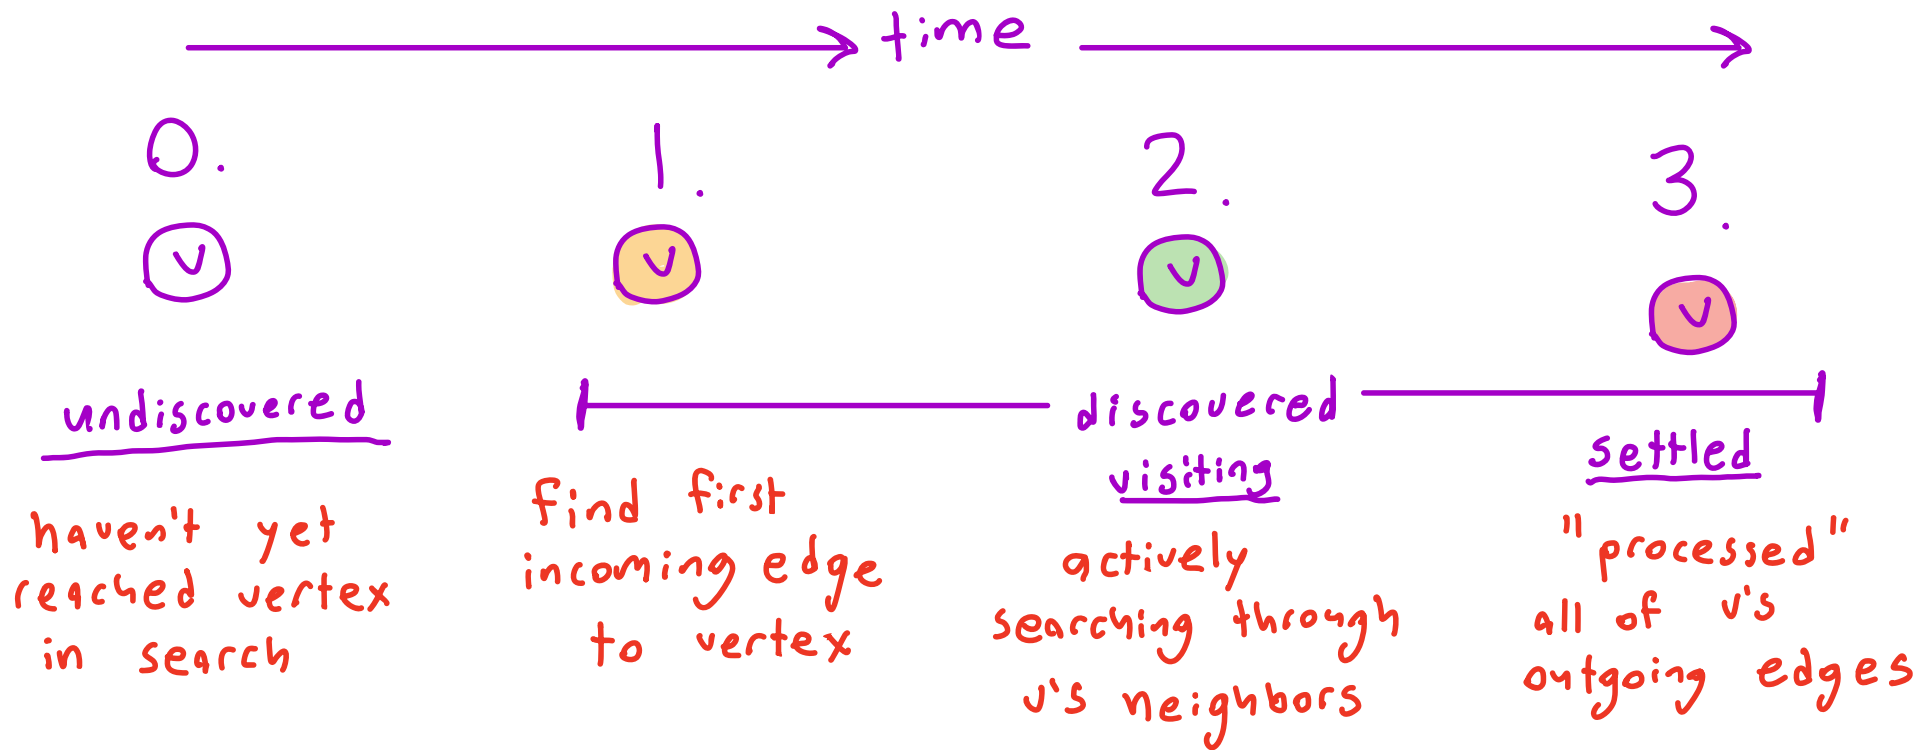 time
0.
1.
2.
3.
v
v
v
v
undiscovered
discovered
visiting
settled
haven't yet
reached vertex
in search
find first
incoming edge
to vertex
actively
searching through
v's neighbors
"processed"
all of v's
outgoing edges